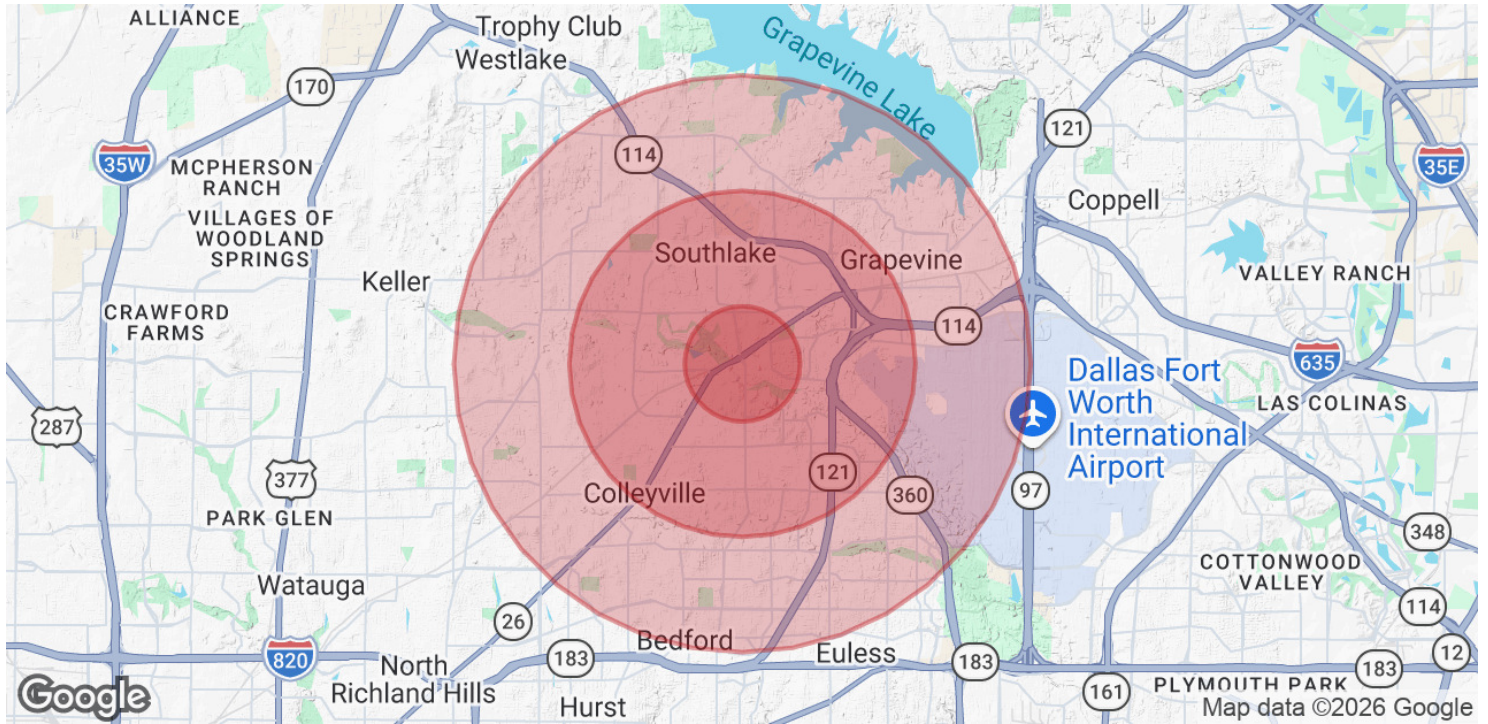 ALLIANCE
Trophy Club
Westlake
Grapevine Lake
170
121
114
35W
35E
MCPHERSON
RANCH
Coppell
VILLAGES OF
WOODLAND
SPRINGS
Southlake
Grapevine
Keller
VALLEY RANCH
CRAWFORD
FARMS
114
635
Dallas Fort
Worth
International
Airport
LAS COLINAS
287
377
121
360
97
Colleyville
PARK GLEN
348
COTTONWOOD
VALLEY
Watauga
26
114
Bedford
Euless
820
183
183
183
12
North
Richland Hills
161
PLYMOUTH PARK
Hurst
Google
Map data ©2026 Google